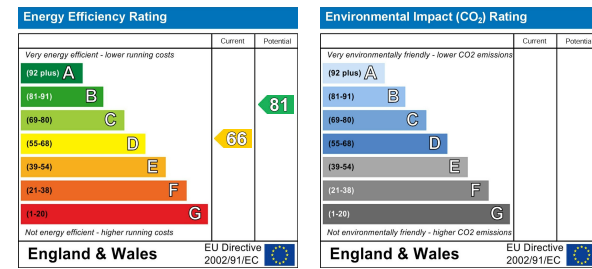 Energy Efficiency Rating
Current Potential
Very energy efficient - lower running costs
(92 plus) A
(81-91) B
81
(69-80) C
(55-68) D
66
(39-54) E
(21-38) F
(1-20) G
Not energy efficient - higher running costs
England & Wales
EU Directive
2002/91/EC
Environmental Impact (CO₂) Rating
Current Potentia
Very environmentally friendly - lower CO2 emissions
(92 plus) A
(81-91) B
(69-80) C
(55-68) D
(39-54) E
(21-38) F
(1-20) G
Not environmentally friendly - higher CO2 emissions
England & Wales
EU Directive
2002/91/EC